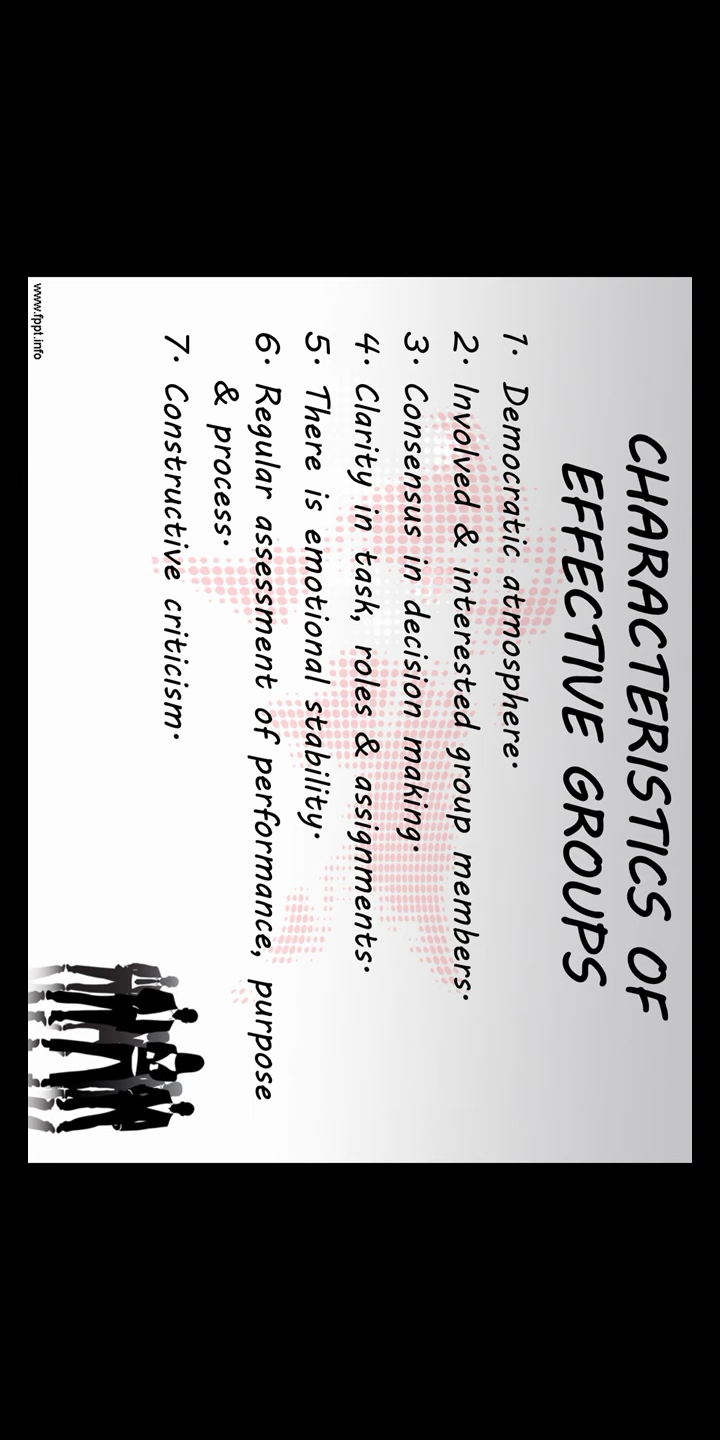 CHARACTERISTICS OF
EFFECTIVE GROUPS
1. Democratic atmosphere.
2. Involved & interested group members.
3. Consensus in decision making.
4. Clarity in task, roles & assignments.
5. There is emotional stability.
6. Regular assessment of performance, purpose
& process.
7. Constructive criticism.
www.fppt.info